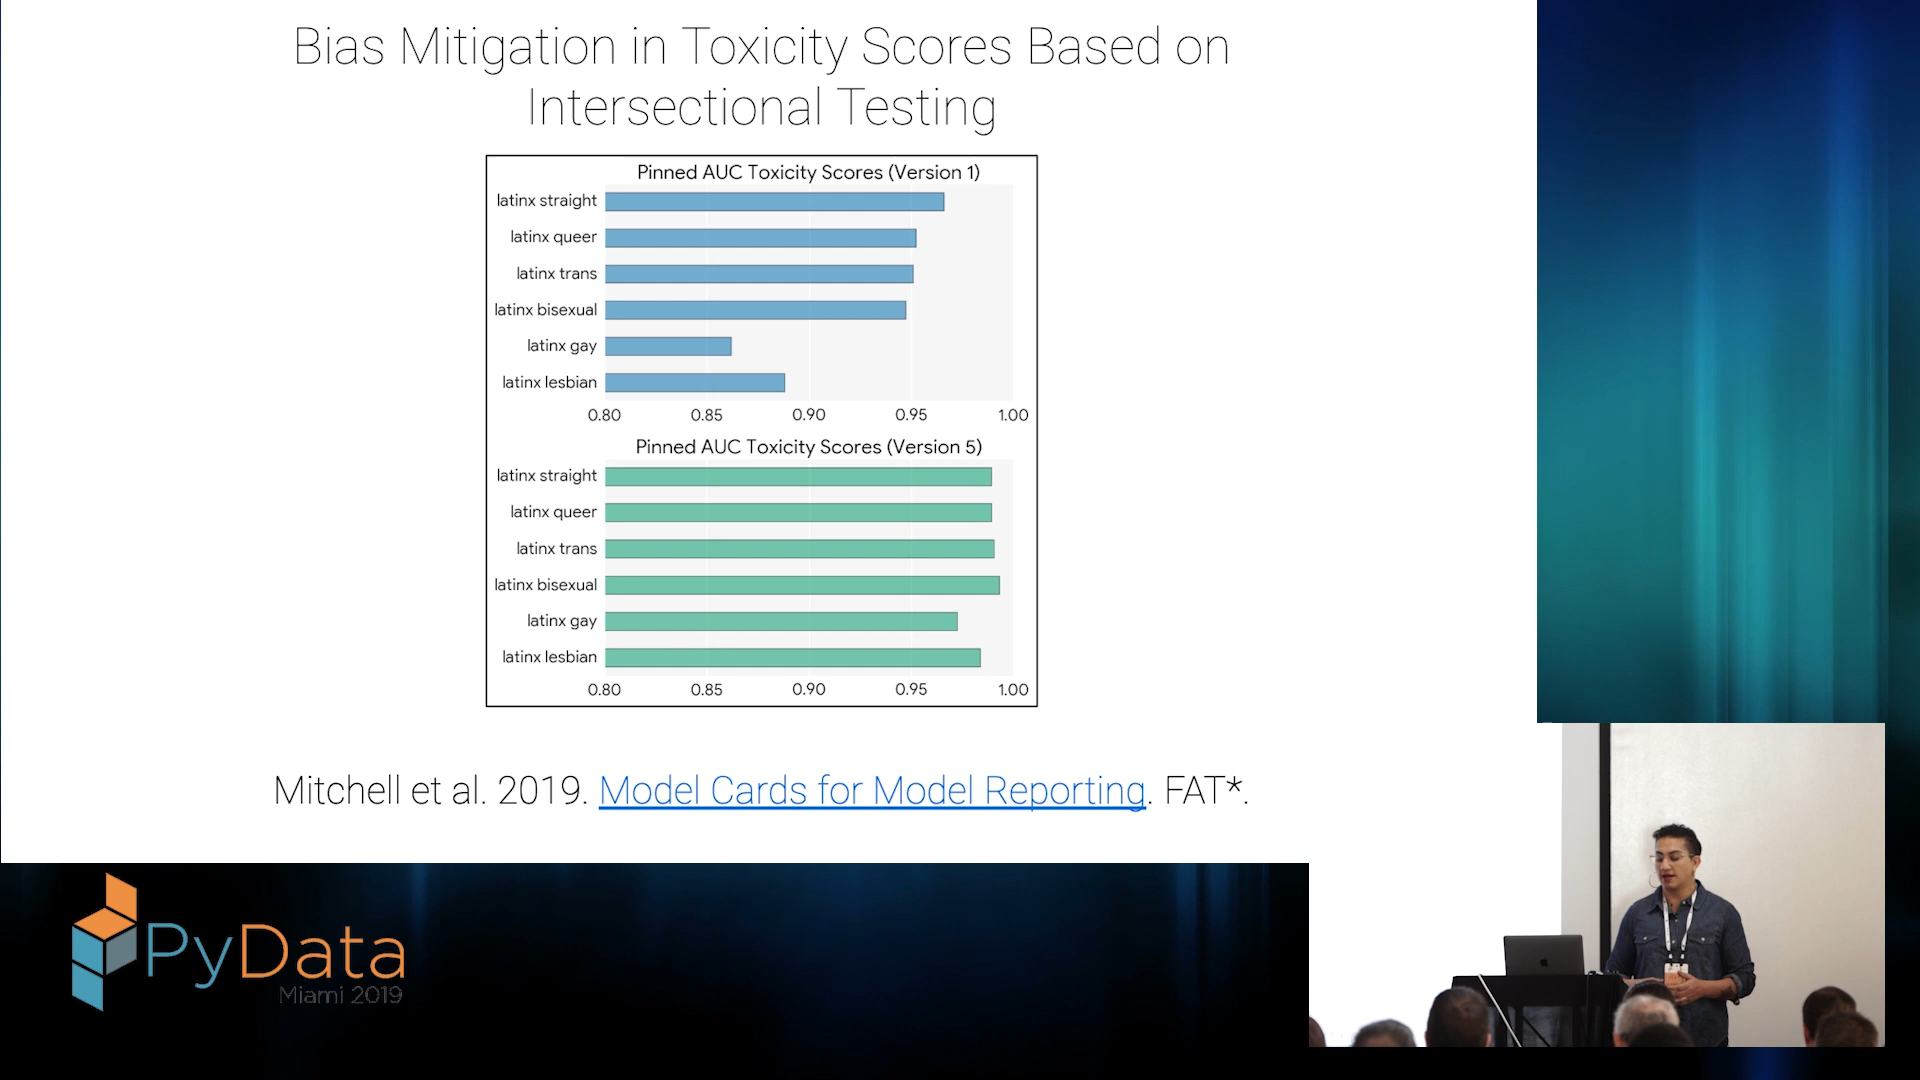 Bias Mitigation in Toxicity Scores Based on
Intersectional Testing
Pinned AUC Toxicity Scores (Version 1)
latinx straight
latinx queer
latinx trans
latinx bisexual
latinx gay
latinx lesbian
0.80 0.85 0.90 0.95 1.00
Pinned AUC Toxicity Scores (Version 5)
latinx straight
latinx queer
latinx trans
latinx bisexual
latinx gay
latinx lesbian
0.80 0.85 0.90 0.95 1.00
Mitchell et al. 2019. Model Cards for Model Reporting. FAT*.
PyData
Miami 2019